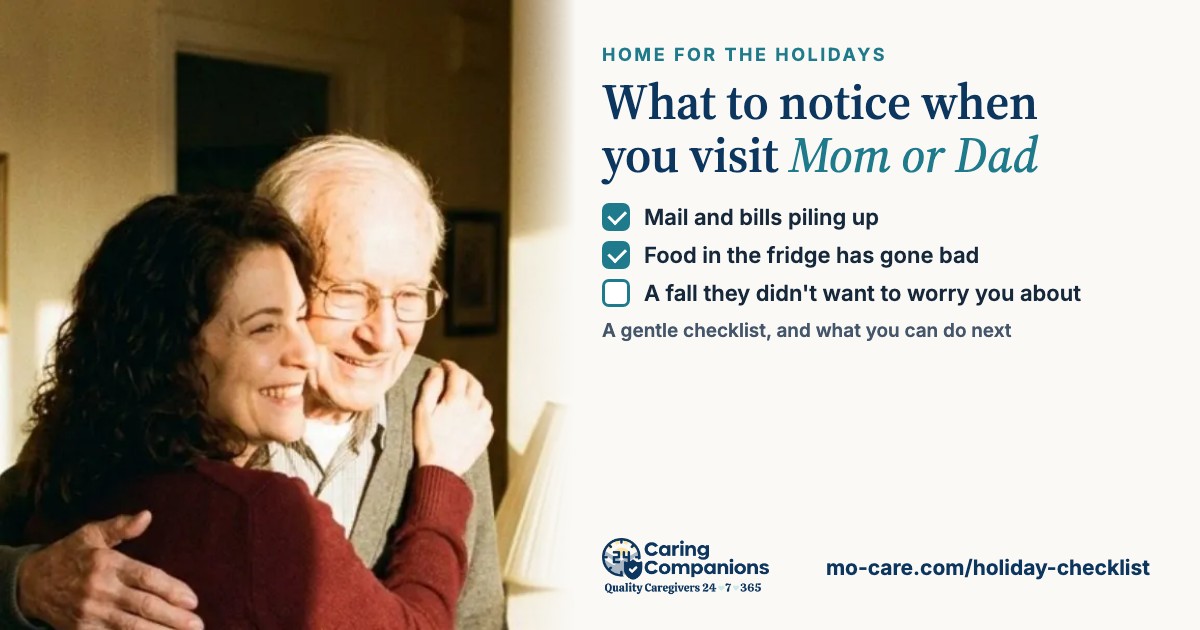 HOME FOR THE HOLIDAYS
What to notice when
you visit Mom or Dad
Mail and bills piling up
Food in the fridge has gone bad
A fall they didn't want to worry you about
A gentle checklist, and what you can do next
24
Caring
Companions
Quality Caregivers 24 7 365
mo-care.com/holiday-checklist